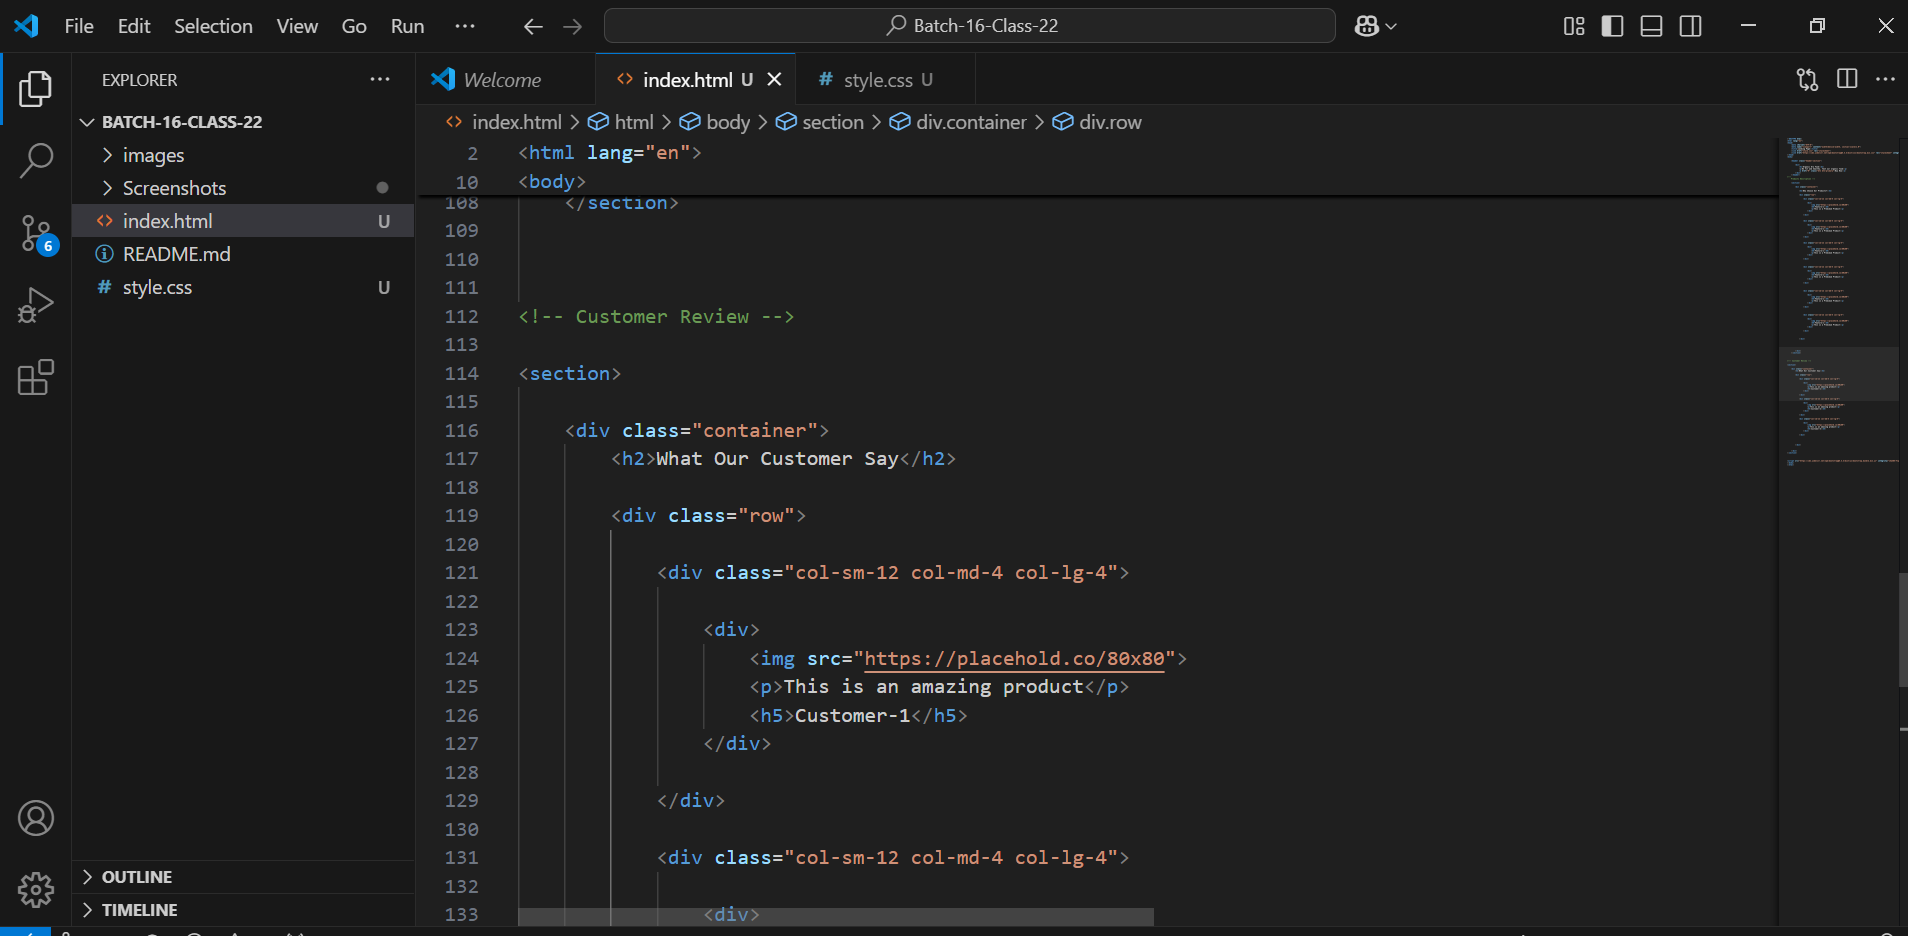 File Edit Selection View Go Run ··· Batch-16-Class-22
EXPLORER
BATCH-16-CLASS-22
images
Screenshots
index.html U
README.md
style.css U
6
OUTLINE
TIMELINE
Welcome index.html U style.css U
index.html > html > body > section > div.container > div.row
2 <html lang="en">
10 <body>
108 </section>
109
110
111
112 <!-- Customer Review -->
113
114 <section>
115
116 <div class="container">
117 <h2>What Our Customer Say</h2>
118
119 <div class="row">
120
121 <div class="col-sm-12 col-md-4 col-lg-4">
122
123 <div>
124 <img src="https://placehold.co/80x80">
125 <p>This is an amazing product</p>
126 <h5>Customer-1</h5>
127 </div>
128
129 </div>
130
131 <div class="col-sm-12 col-md-4 col-lg-4">
132
133 <div>